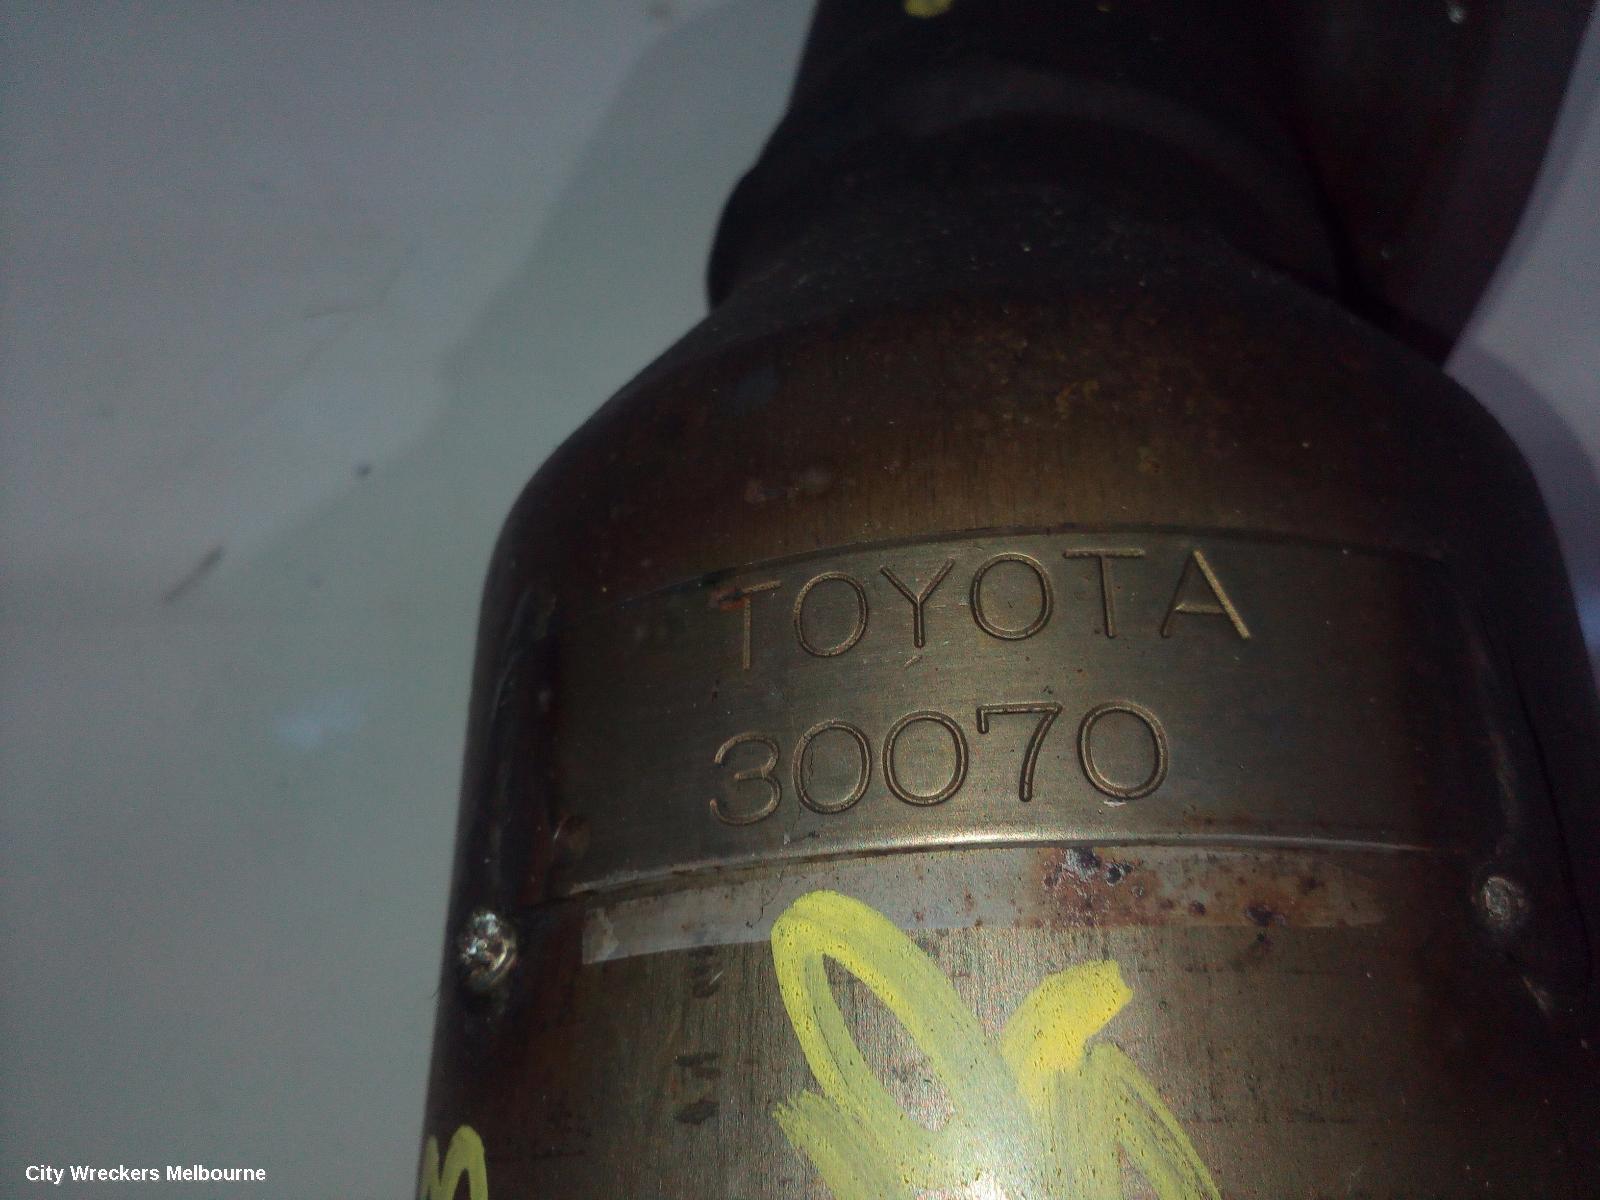 TOYOTA
30070
City Wreckers Melbourne